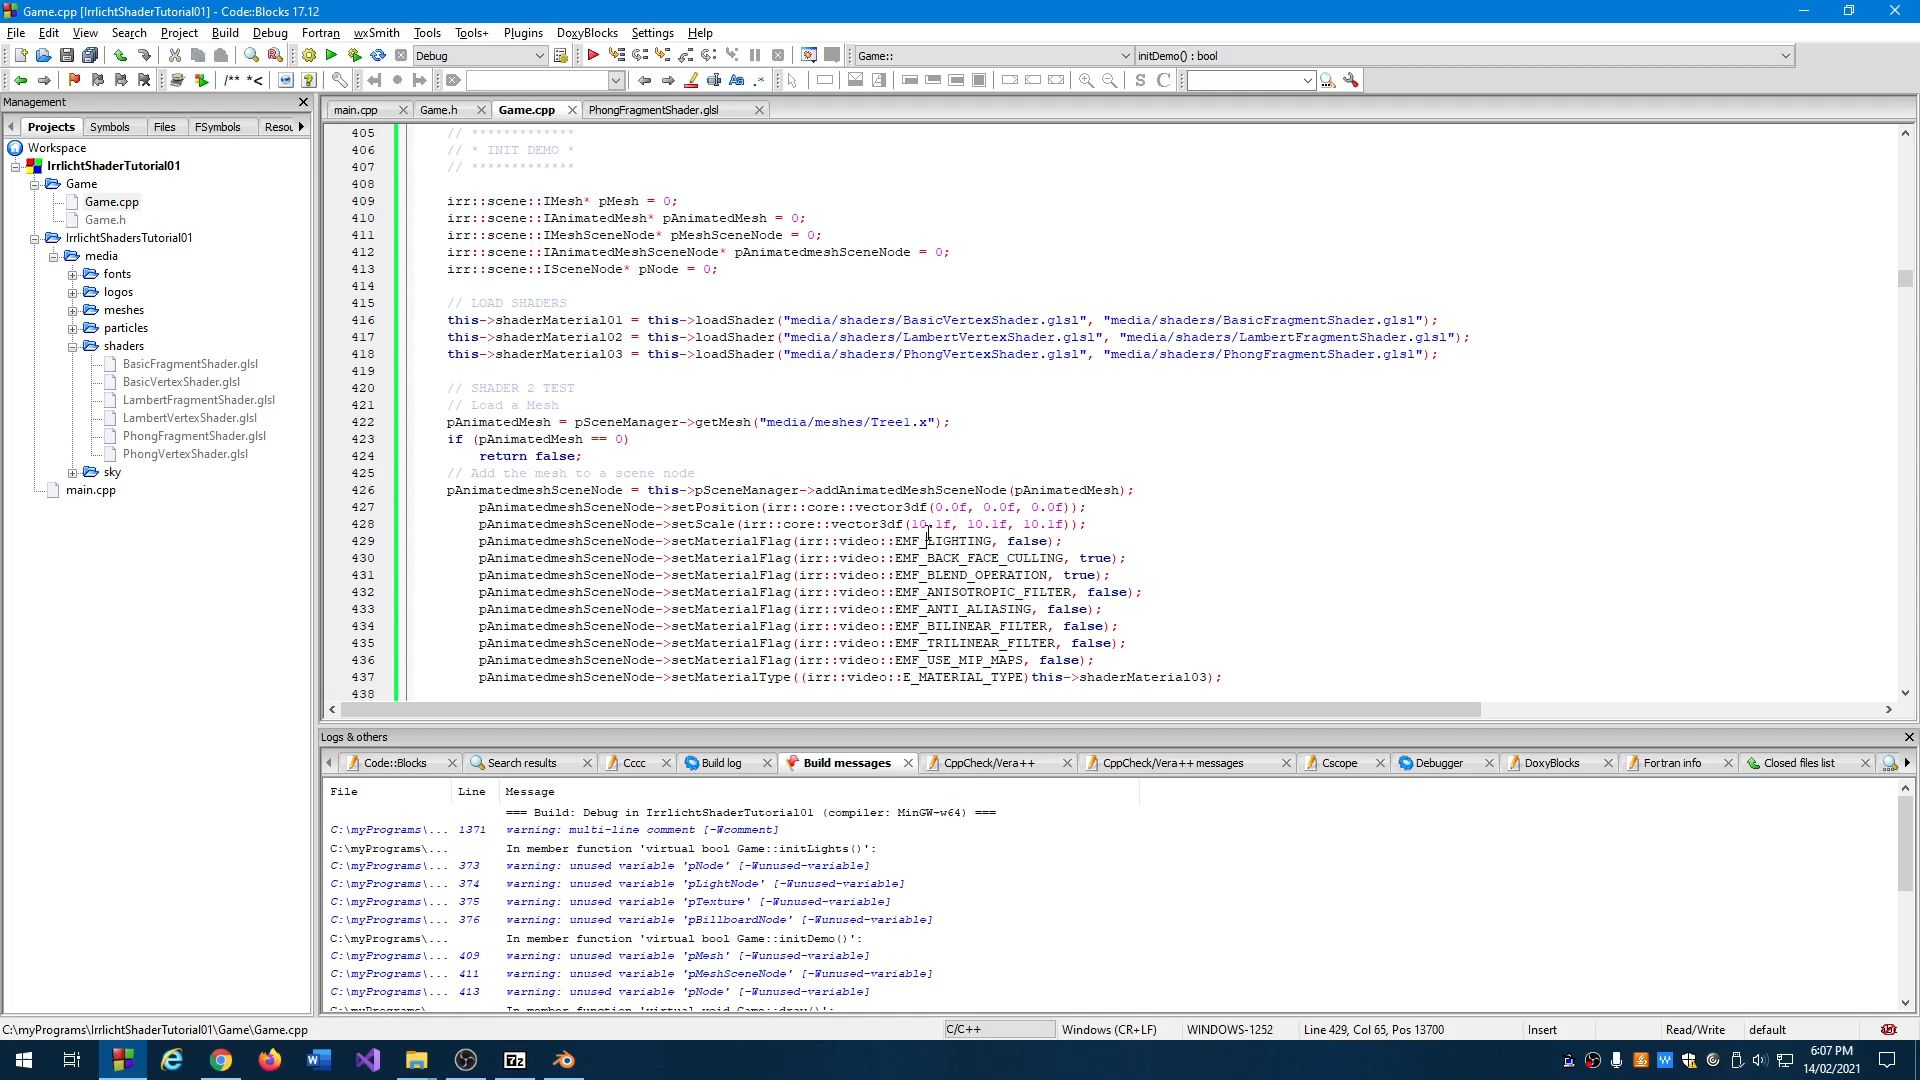 Game.cpp [IrrlichtShaderTutorial01] - Code::Blocks 17.12
File Edit View Search Project Build Debug Fortran wxSmith Tools Tools+ Plugins DoxyBlocks Settings Help
Debug
Game::
initDemo() : bool
/** *<
Aa .*
S C
Management
Projects Symbols Files FSymbols Resou
main.cpp Game.h Game.cpp PhongFragmentShader.glsl
Workspace
IrrlichtShaderTutorial01
Game
Game.cpp
Game.h
IrrlichtShadersTutorial01
media
fonts
logos
meshes
particles
shaders
BasicFragmentShader.glsl
BasicVertexShader.glsl
LambertFragmentShader.glsl
LambertVertexShader.glsl
PhongFragmentShader.glsl
PhongVertexShader.glsl
sky
main.cpp
405 // *************
406 // * INIT DEMO *
407 // *************
408
409 irr::scene::IMesh* pMesh = 0;
410 irr::scene::IAnimatedMesh* pAnimatedMesh = 0;
411 irr::scene::IMeshSceneNode* pMeshSceneNode = 0;
412 irr::scene::IAnimatedMeshSceneNode* pAnimatedmeshSceneNode = 0;
413 irr::scene::ISceneNode* pNode = 0;
414
415 // LOAD SHADERS
416 this->shaderMaterial01 = this->loadShader("media/shaders/BasicVertexShader.glsl", "media/shaders/BasicFragmentShader.glsl");
417 this->shaderMaterial02 = this->loadShader("media/shaders/LambertVertexShader.glsl", "media/shaders/LambertFragmentShader.glsl");
418 this->shaderMaterial03 = this->loadShader("media/shaders/PhongVertexShader.glsl", "media/shaders/PhongFragmentShader.glsl");
419
420 // SHADER 2 TEST
421 // Load a Mesh
422 pAnimatedMesh = pSceneManager->getMesh("media/meshes/Tree1.x");
423 if (pAnimatedMesh == 0)
424 return false;
425 // Add the mesh to a scene node
426 pAnimatedmeshSceneNode = this->pSceneManager->addAnimatedMeshSceneNode(pAnimatedMesh);
427 pAnimatedmeshSceneNode->setPosition(irr::core::vector3df(0.0f, 0.0f, 0.0f));
428 pAnimatedmeshSceneNode->setScale(irr::core::vector3df(10.1f, 10.1f, 10.1f));
429 pAnimatedmeshSceneNode->setMaterialFlag(irr::video::EMF_LIGHTING, false);
430 pAnimatedmeshSceneNode->setMaterialFlag(irr::video::EMF_BACK_FACE_CULLING, true);
431 pAnimatedmeshSceneNode->setMaterialFlag(irr::video::EMF_BLEND_OPERATION, true);
432 pAnimatedmeshSceneNode->setMaterialFlag(irr::video::EMF_ANISOTROPIC_FILTER, false);
433 pAnimatedmeshSceneNode->setMaterialFlag(irr::video::EMF_ANTI_ALIASING, false);
434 pAnimatedmeshSceneNode->setMaterialFlag(irr::video::EMF_BILINEAR_FILTER, false);
435 pAnimatedmeshSceneNode->setMaterialFlag(irr::video::EMF_TRILINEAR_FILTER, false);
436 pAnimatedmeshSceneNode->setMaterialFlag(irr::video::EMF_USE_MIP_MAPS, false);
437 pAnimatedmeshSceneNode->setMaterialType((irr::video::E_MATERIAL_TYPE)this->shaderMaterial03);
438
Logs & others
Code::Blocks Search results Cccc Build log Build messages CppCheck/Vera++ CppCheck/Vera++ messages Cscope Debugger DoxyBlocks Fortran info Closed files list
File Line Message
=== Build: Debug in IrrlichtShaderTutorial01 (compiler: MinGW-w64) ===
C:\myPrograms\... 1371 warning: multi-line comment [-Wcomment]
C:\myPrograms\... In member function 'virtual bool Game::initLights()':
C:\myPrograms\... 373 warning: unused variable 'pNode' [-Wunused-variable]
C:\myPrograms\... 374 warning: unused variable 'pLightNode' [-Wunused-variable]
C:\myPrograms\... 375 warning: unused variable 'pTexture' [-Wunused-variable]
C:\myPrograms\... 376 warning: unused variable 'pBillboardNode' [-Wunused-variable]
C:\myPrograms\... In member function 'virtual bool Game::initDemo()':
C:\myPrograms\... 409 warning: unused variable 'pMesh' [-Wunused-variable]
C:\myPrograms\... 411 warning: unused variable 'pMeshSceneNode' [-Wunused-variable]
C:\myPrograms\... 413 warning: unused variable 'pNode' [-Wunused-variable]
C:\myPrograms\... In member function 'virtual void Game::draw()':
C:\myPrograms\IrrlichtShaderTutorial01\Game\Game.cpp C/C++ Windows (CR+LF) WINDOWS-1252 Line 429, Col 65, Pos 13700 Insert Read/Write default
7z
6:07 PM
14/02/2021